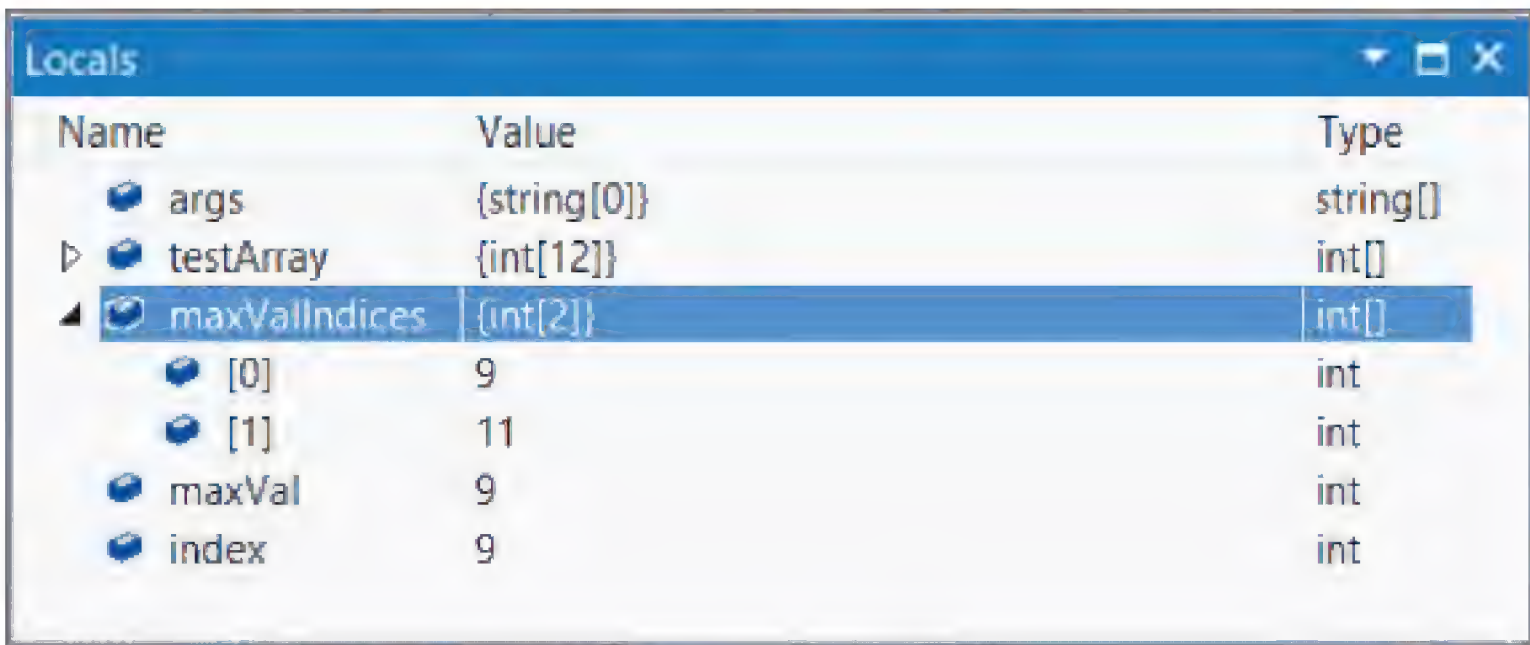 Locals
Name Value Type
args {string[0]} string[]
testArray {int[12]} int[]
maxValIndices {int[2]} int[]
[0] 9 int
[1] 11 int
maxVal 9 int
index 9 int